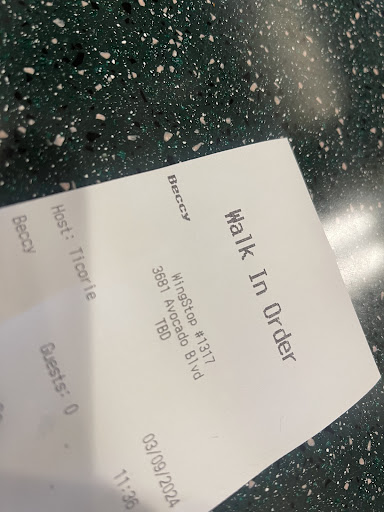 Walk In Order
Beccy
WingStop #1317
3681 Avocado Blvd
TBD
Host: Ticorie
03/09/2024
Beccy
11:36
Guests: 0